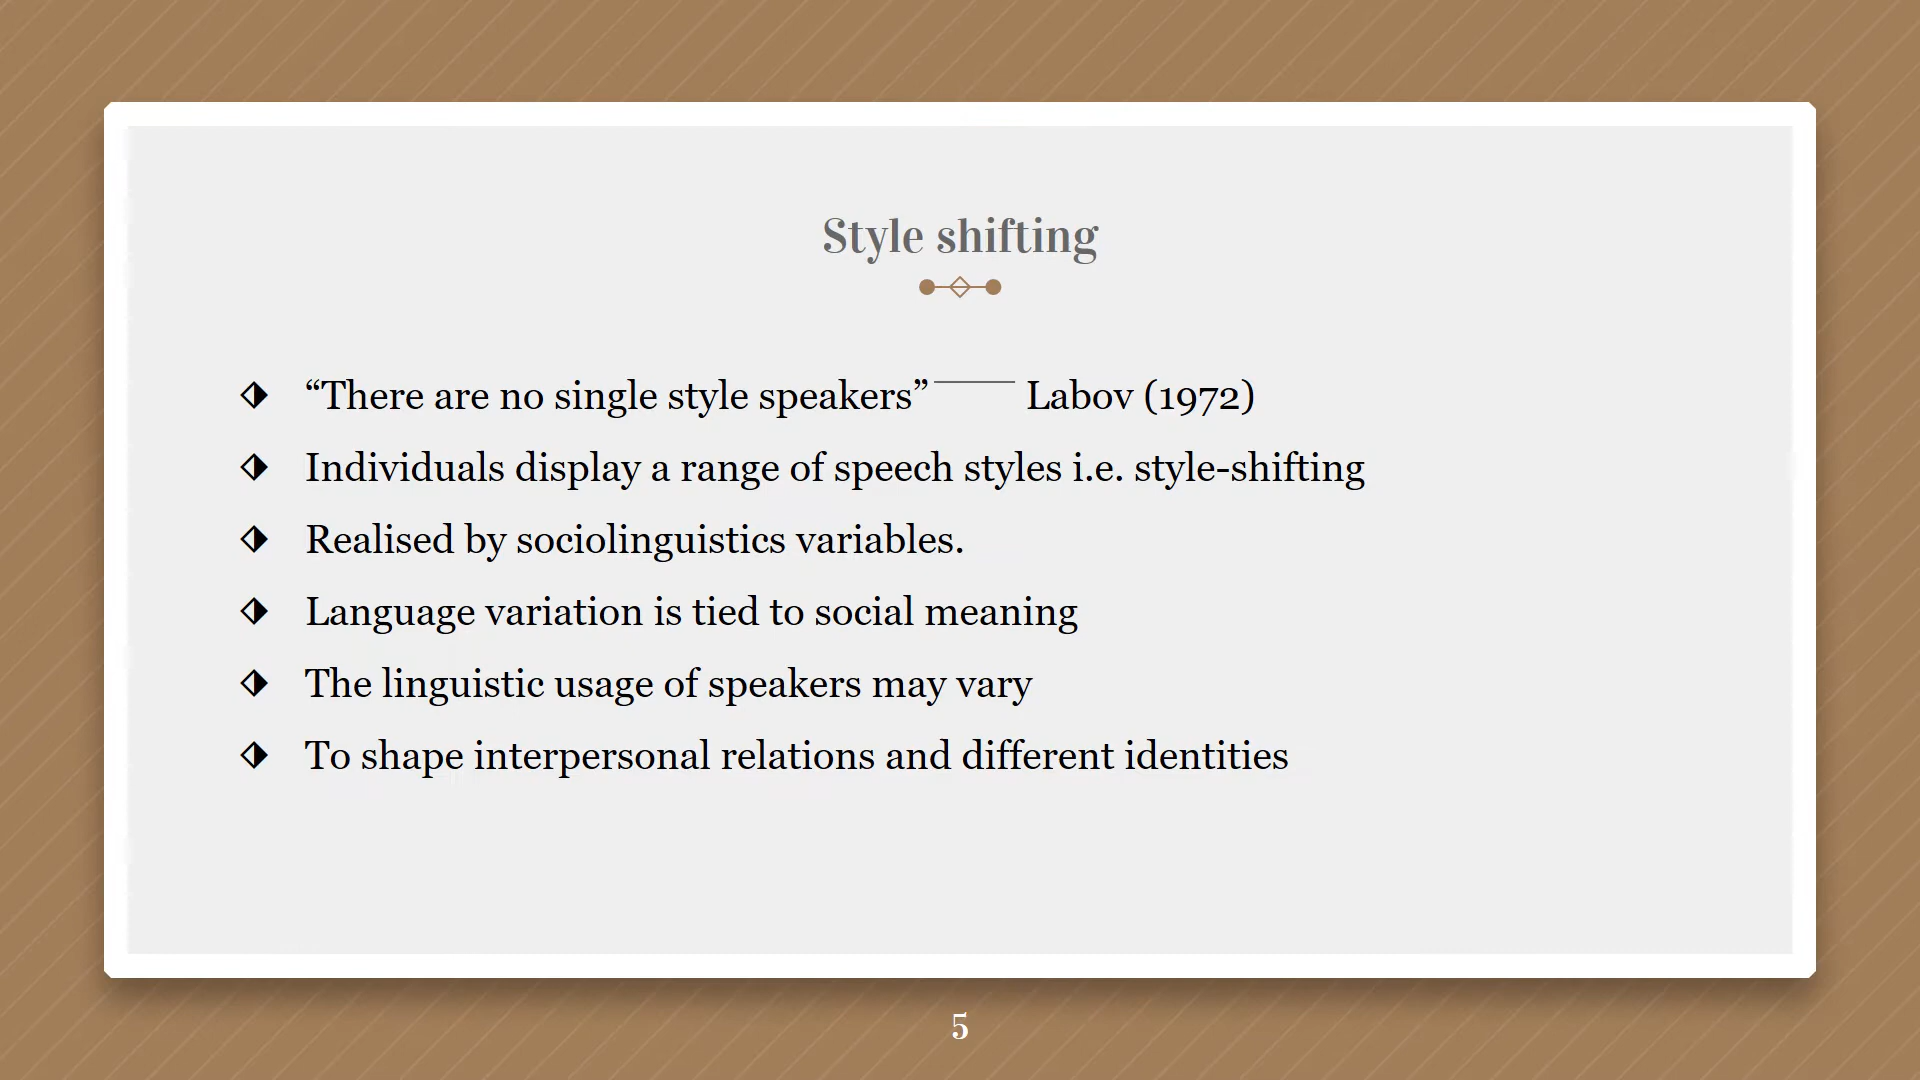 Style shifting
“There are no single style speakers” Labov (1972)
Individuals display a range of speech styles i.e. style-shifting
Realised by sociolinguistics variables.
Language variation is tied to social meaning
The linguistic usage of speakers may vary
To shape interpersonal relations and different identities
5